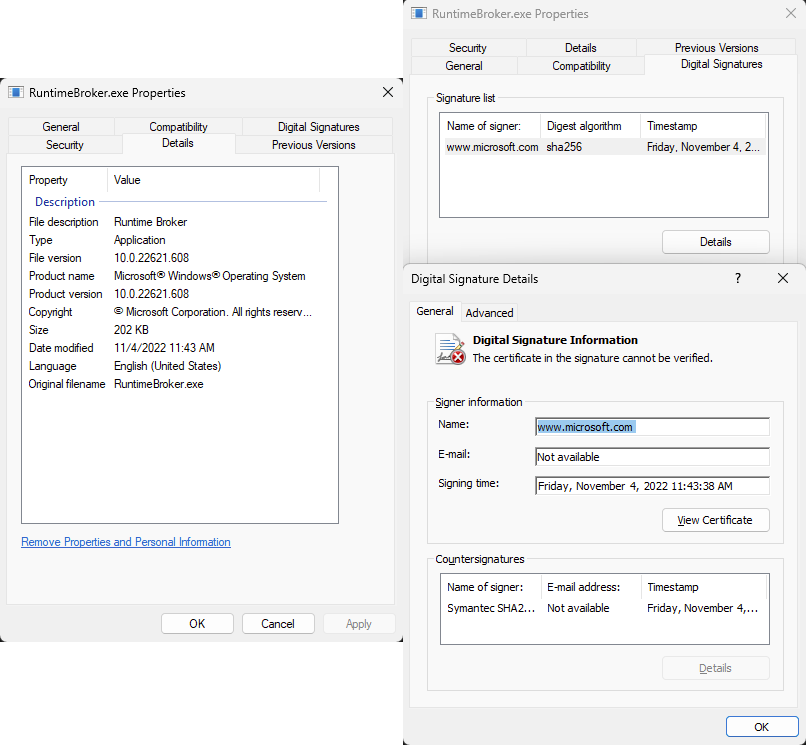 RuntimeBroker.exe Properties
General Compatibility Digital Signatures
Security Details Previous Versions
Property Value
Description
File description Runtime Broker
Type Application
File version 10.0.22621.608
Product name Microsoft® Windows® Operating System
Product version 10.0.22621.608
Copyright © Microsoft Corporation. All rights reserv...
Size 202 KB
Date modified 11/4/2022 11:43 AM
Language English (United States)
Original filename RuntimeBroker.exe
Remove Properties and Personal Information
OK Cancel Apply
RuntimeBroker.exe Properties
Security Details Previous Versions
General Compatibility Digital Signatures
Signature list
Name of signer: Digest algorithm Timestamp
www.microsoft.com sha256 Friday, November 4, 2...
Details
Digital Signature Details ?
General Advanced
Digital Signature Information
The certificate in the signature cannot be verified.
Signer information
Name: www.microsoft.com
E-mail: Not available
Signing time: Friday, November 4, 2022 11:43:38 AM
View Certificate
Countersignatures
Name of signer: E-mail address: Timestamp
Symantec SHA2... Not available Friday, November 4,...
Details
OK